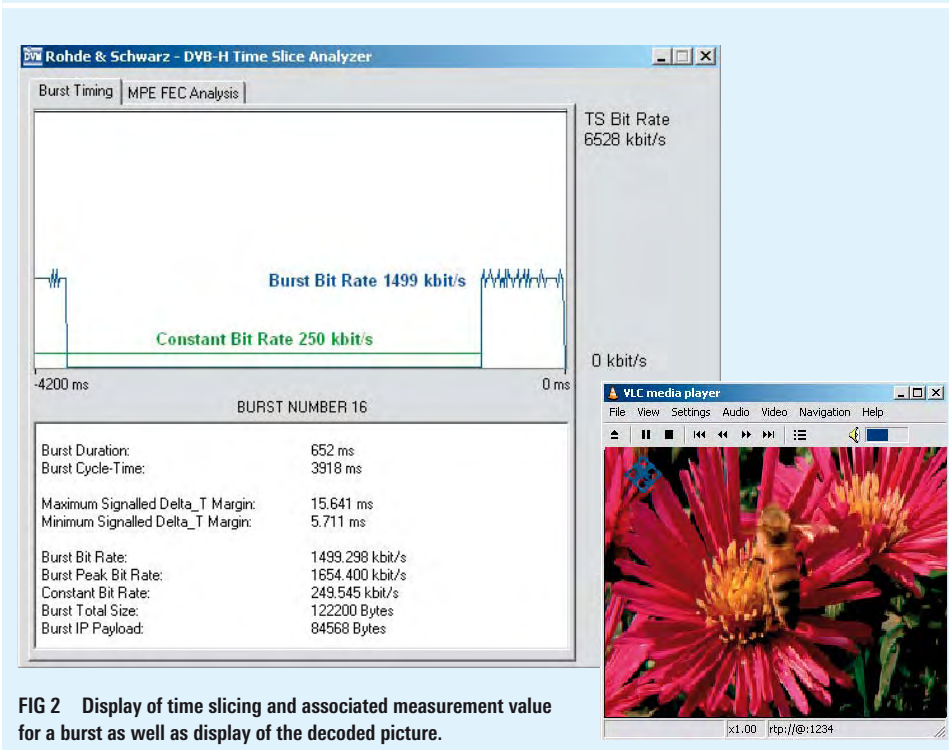 Rohde & Schwarz - DVB-H Time Slice Analyzer
Burst Timing
MPE FEC Analysis
TS Bit Rate
6528 kbit/s
Burst Bit Rate 1499 kbit/s
Constant Bit Rate 250 kbit/s
0 kbit/s
-4200 ms
0 ms
BURST NUMBER 16
Burst Duration: 652 ms
Burst Cycle-Time: 3918 ms
Maximum Signalled Delta_T Margin: 15.641 ms
Minimum Signalled Delta_T Margin: 5.711 ms
Burst Bit Rate: 1499.298 kbit/s
Burst Peak Bit Rate: 1654.400 kbit/s
Constant Bit Rate: 249.545 kbit/s
Burst Total Size: 122200 Bytes
Burst IP Payload: 84568 Bytes
VLC media player
File View Settings Audio Video Navigation Help
x1.00 rtp://@:1234
FIG 2 Display of time slicing and associated measurement value
for a burst as well as display of the decoded picture.